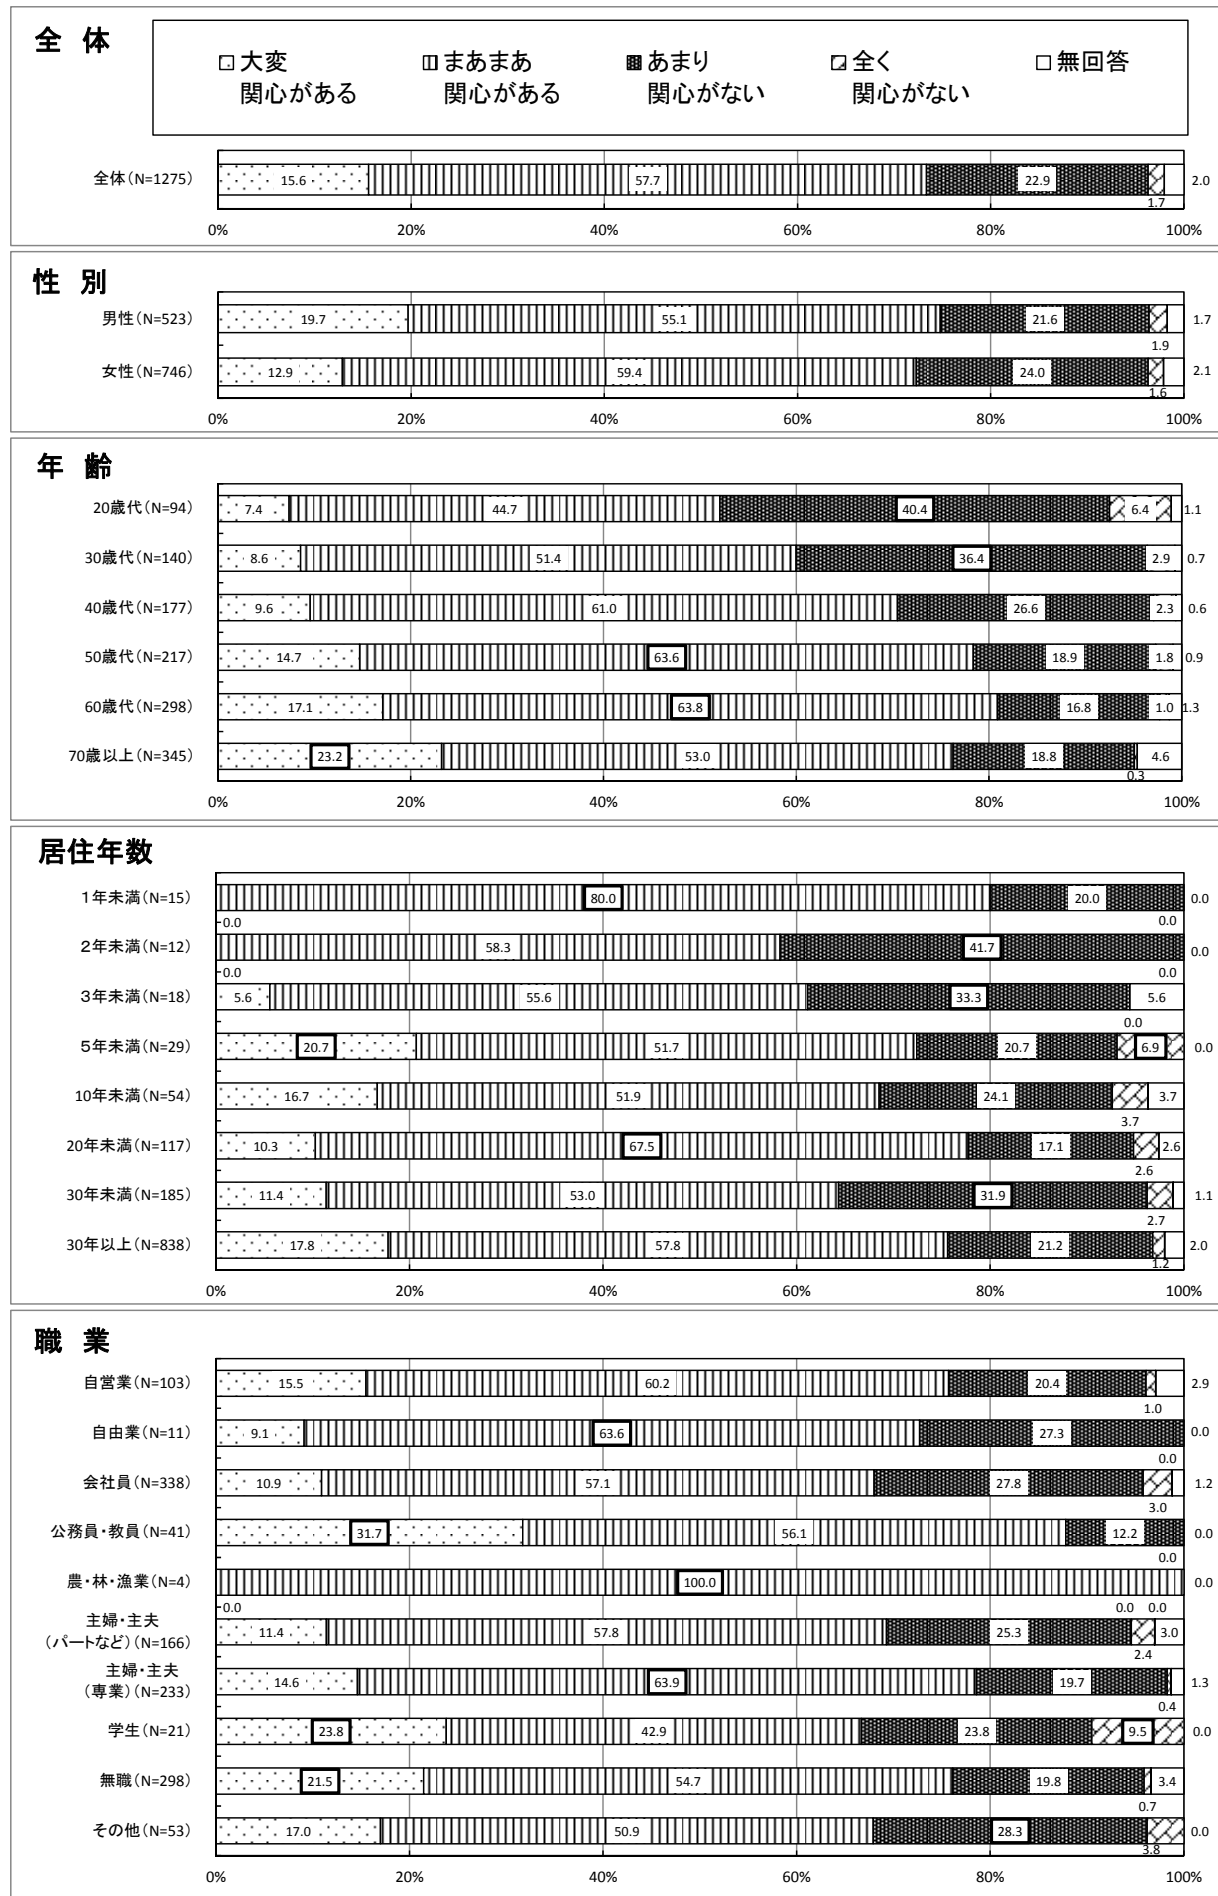 全 体
大変 まあまあ あまり 全く 無回答
関心がある 関心がある 関心がない 関心がない
全体(N=1275) 15.6 57.7 22.9 2.0
1.7
0% 20% 40% 60% 80% 100%
性 別
男性(N=523) 19.7 55.1 21.6 1.7
1.9
女性(N=746) 12.9 59.4 24.0 2.1
1.6
0% 20% 40% 60% 80% 100%
年 齢
20歳代(N=94) 7.4 44.7 40.4 6.4 1.1
30歳代(N=140) 8.6 51.4 36.4 2.9 0.7
40歳代(N=177) 9.6 61.0 26.6 2.3 0.6
50歳代(N=217) 14.7 63.6 18.9 1.8 0.9
60歳代(N=298) 17.1 63.8 16.8 1.0 1.3
70歳以上(N=345) 23.2 53.0 18.8 4.6
0.3
0% 20% 40% 60% 80% 100%
居住年数
1年未満(N=15) 80.0 20.0 0.0
0.0 0.0
2年未満(N=12) 58.3 41.7 0.0
0.0 0.0
3年未満(N=18) 5.6 55.6 33.3 5.6
0.0
5年未満(N=29) 20.7 51.7 20.7 6.9 0.0
10年未満(N=54) 16.7 51.9 24.1 3.7
3.7
20年未満(N=117) 10.3 67.5 17.1 2.6
2.6
30年未満(N=185) 11.4 53.0 31.9 1.1
2.7
30年以上(N=838) 17.8 57.8 21.2 2.0
1.2
0% 20% 40% 60% 80% 100%
職 業
自営業(N=103) 15.5 60.2 20.4 2.9
1.0
自由業(N=11) 9.1 63.6 27.3 0.0
0.0
会社員(N=338) 10.9 57.1 27.8 1.2
3.0
公務員・教員(N=41) 31.7 56.1 12.2 0.0
0.0
農・林・漁業(N=4) 100.0 0.0
0.0 0.0 0.0
主婦・主夫
(パートなど)(N=166) 11.4 57.8 25.3 3.0
2.4
主婦・主夫
(専業)(N=233) 14.6 63.9 19.7 1.3
0.4
学生(N=21) 23.8 42.9 23.8 9.5 0.0
無職(N=298) 21.5 54.7 19.8 3.4
0.7
その他(N=53) 17.0 50.9 28.3 0.0
3.8
0% 20% 40% 60% 80% 100%